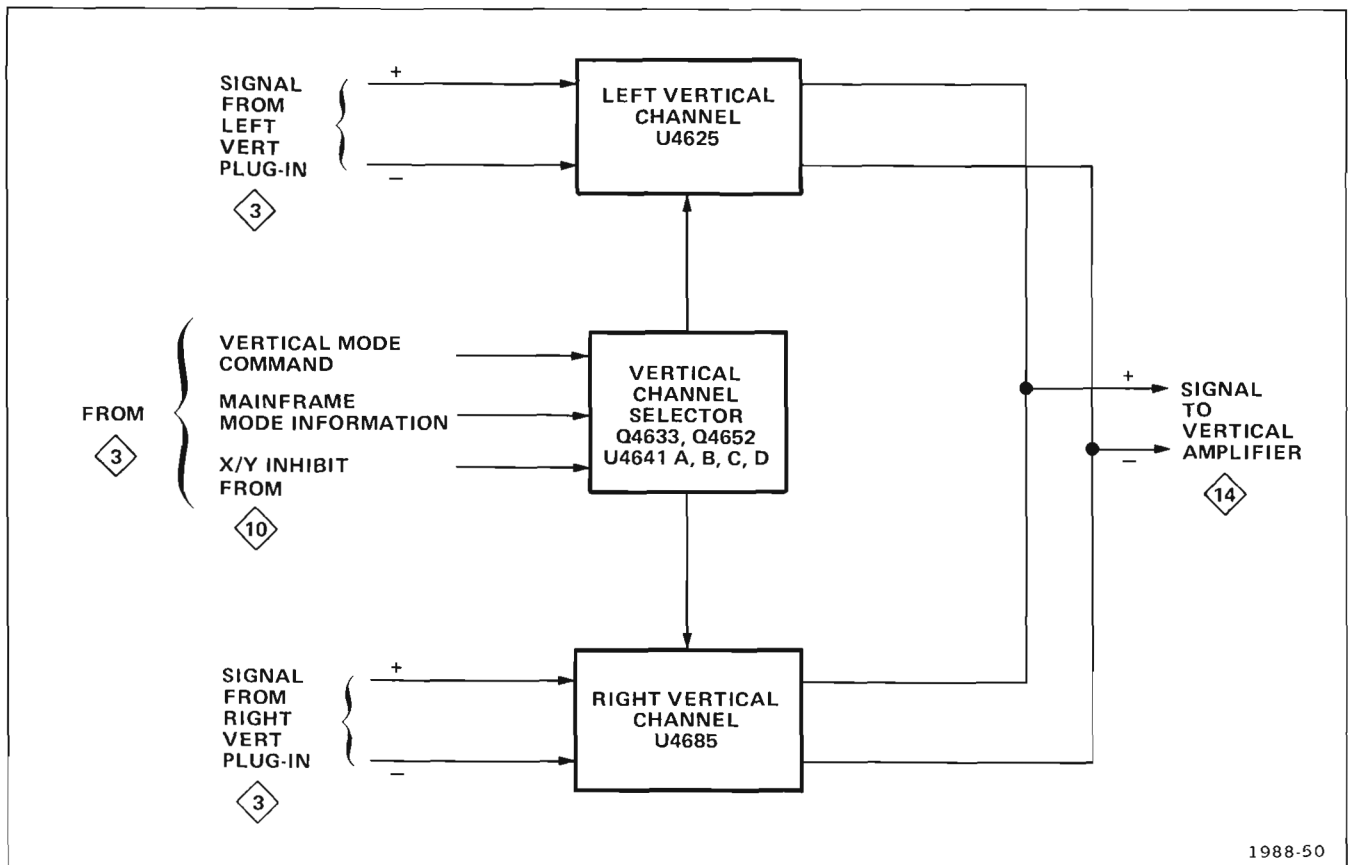 SIGNAL
FROM
LEFT
VERT
PLUG-IN
3
+
–
LEFT VERTICAL
CHANNEL
U4625
FROM
3
VERTICAL MODE
COMMAND
MAINFRAME
MODE INFORMATION
X/Y INHIBIT
FROM
10
VERTICAL
CHANNEL
SELECTOR
Q4633, Q4652
U4641 A, B, C, D
+
–
SIGNAL
TO
VERTICAL
AMPLIFIER
14
SIGNAL
FROM
RIGHT
VERT
PLUG-IN
3
+
–
RIGHT VERTICAL
CHANNEL
U4685
1988-50